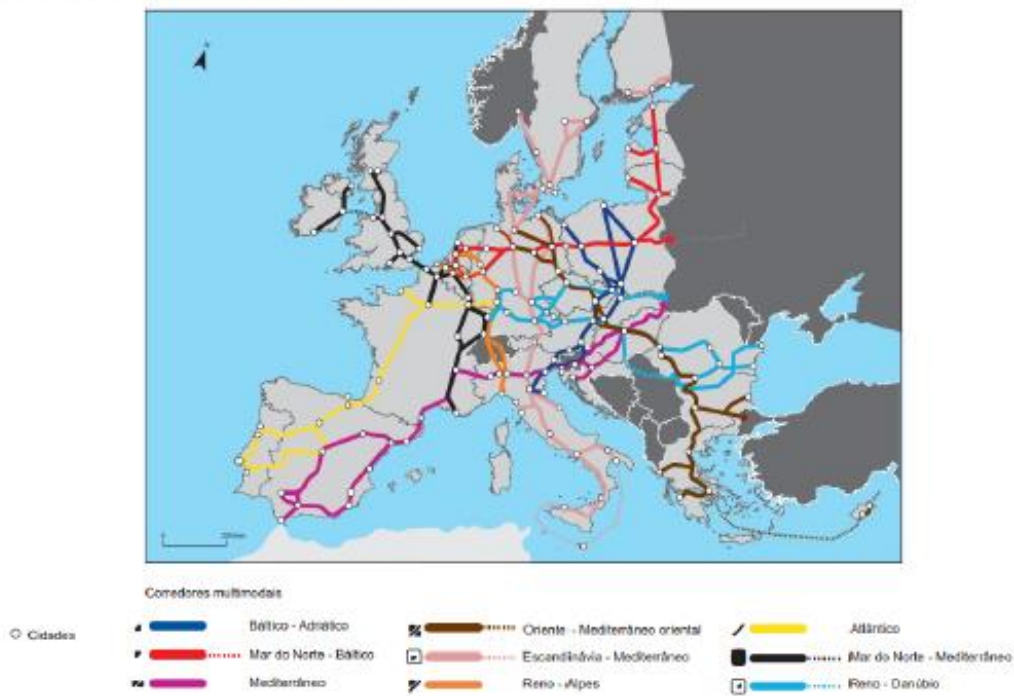 Corredores multimodais
Cidades
Báltico - Adriático
Oriente - Mediterrâneo oriental
Atlântico
Mar do Norte - Báltico
Escandinávia - Mediterrâneo
Mar do Norte - Mediterrâneo
Mediterrâneo
Reno - Alpes
Reno - Danúbio